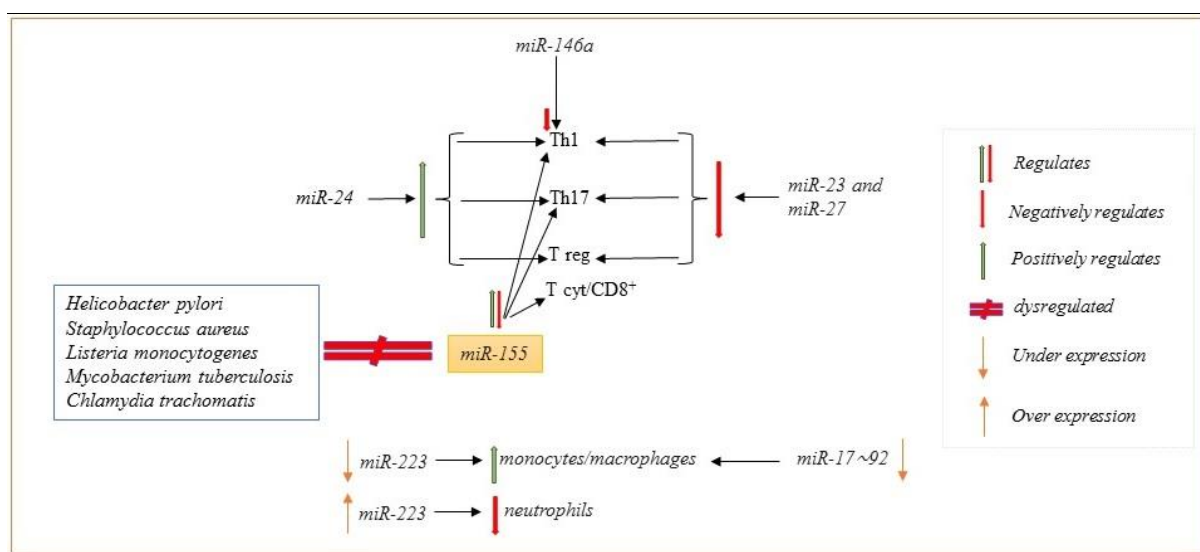 miR-146a
Th1
miR-24
Th17
miR-23 and
miR-27
T reg
T cyt/CD8⁺
miR-155
Helicobacter pylori
Staphylococcus aureus
Listeria monocytogenes
Mycobacterium tuberculosis
Chlamydia trachomatis
miR-223
monocytes/macrophages
miR-17~92
miR-223
neutrophils
Regulates
Negatively regulates
Positively regulates
dysregulated
Under expression
Over expression